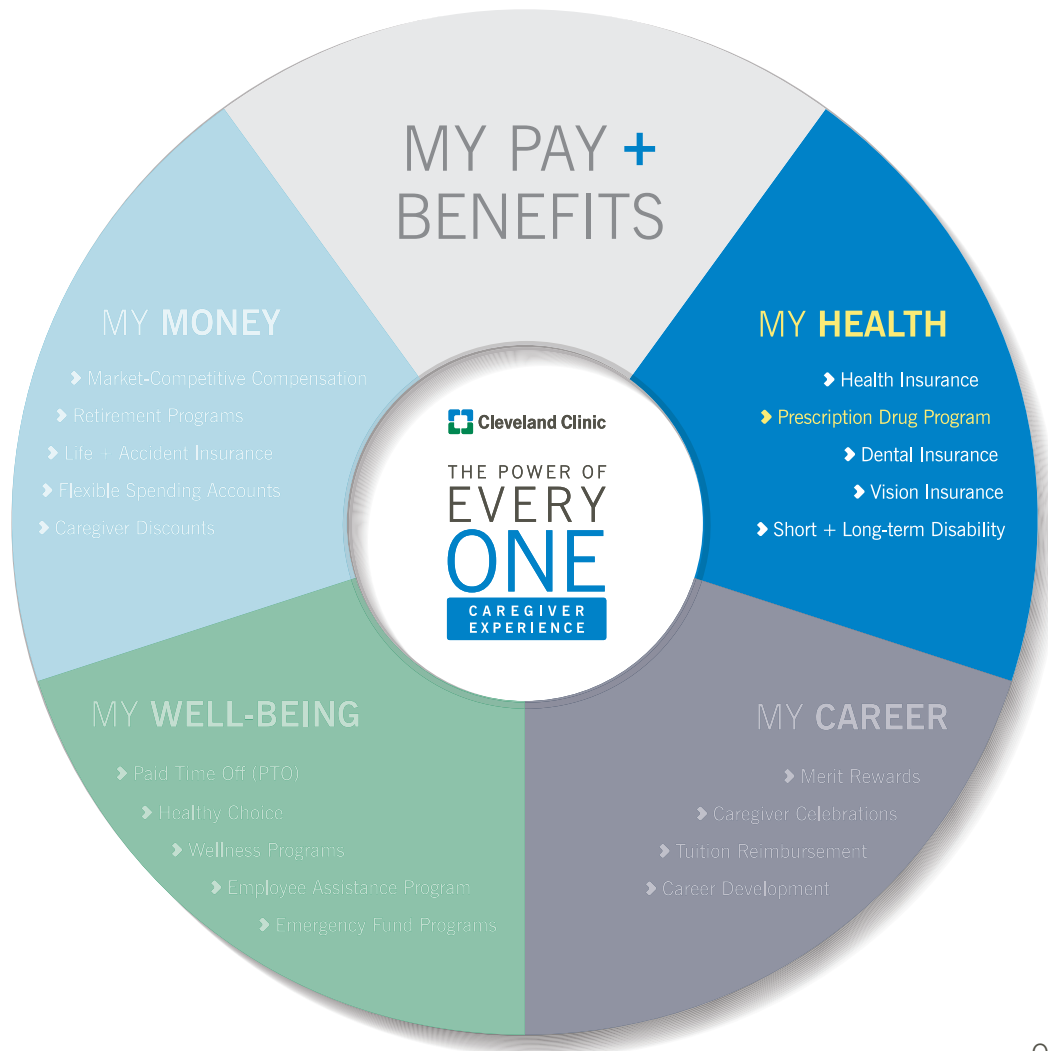 MY PAY +
BENEFITS
MY MONEY
❯ Market-Competitive Compensation
❯ Retirement Programs
❯ Life + Accident Insurance
❯ Flexible Spending Accounts
❯ Caregiver Discounts
MY HEALTH
❯ Health Insurance
❯ Prescription Drug Program
❯ Dental Insurance
❯ Vision Insurance
❯ Short + Long-term Disability
Cleveland Clinic
THE POWER OF
EVERY
ONE
CAREGIVER
EXPERIENCE
MY WELL-BEING
❯ Paid Time Off (PTO)
❯ Healthy Choice
❯ Wellness Programs
❯ Employee Assistance Program
❯ Emergency Fund Programs
MY CAREER
❯ Merit Rewards
❯ Caregiver Celebrations
❯ Tuition Reimbursement
❯ Career Development